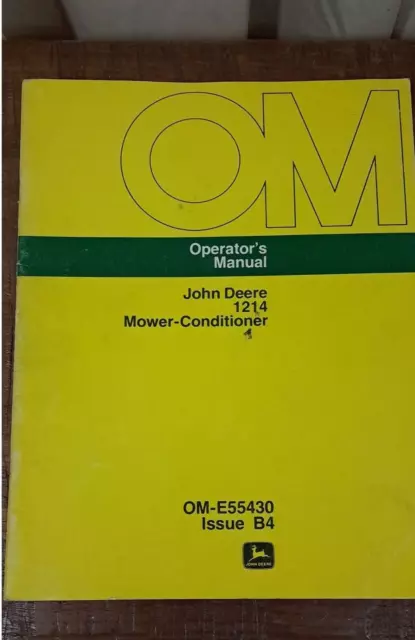 OM
Operator's
Manual
John Deere
1214
Mower-Conditioner
OM-E55430
Issue B4
JOHN DEERE